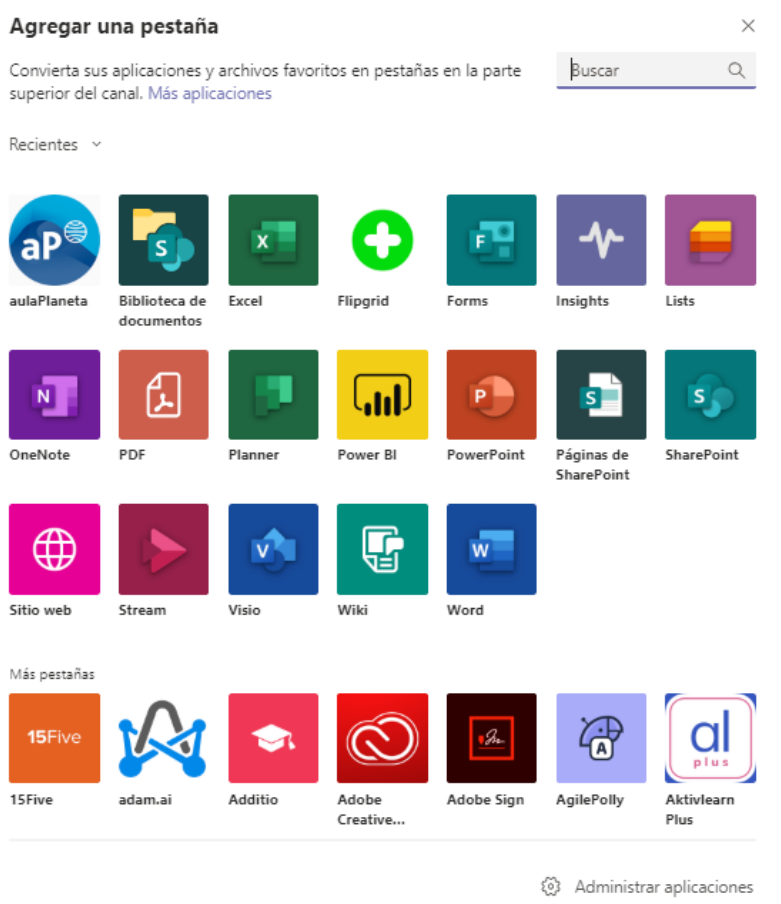 Agregar una pestaña
Convierta sus aplicaciones y archivos favoritos en pestañas en la parte
superior del canal. Más aplicaciones
Buscar
Recientes
aP
S
X
F
aulaPlaneta
Biblioteca de
documentos
Excel
Flipgrid
Forms
Insights
Lists
N
P
S
S
OneNote
PDF
Planner
Power BI
PowerPoint
Páginas de
SharePoint
SharePoint
V
W
Sitio web
Stream
Visio
Wiki
Word
Más pestañas
15Five
A
al
plus
15Five
adam.ai
Additio
Adobe
Creative...
Adobe Sign
AgilePolly
Aktivlearn
Plus
Administrar aplicaciones